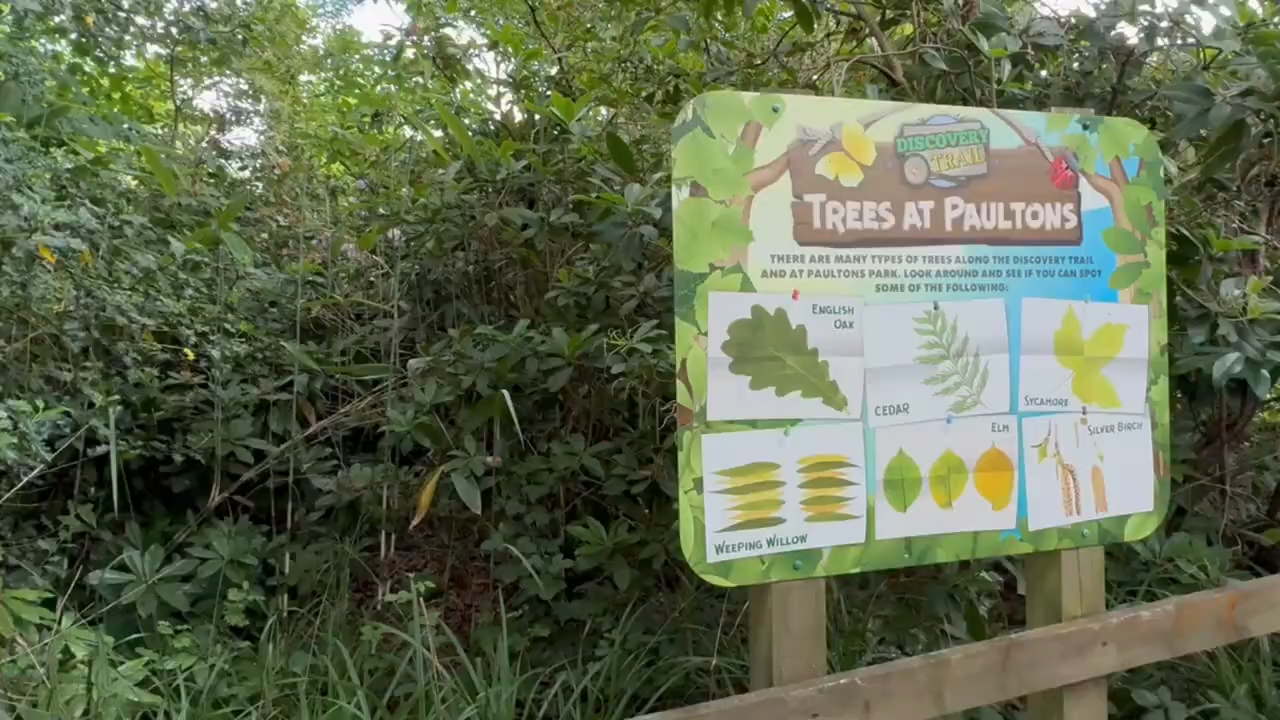 DISCOVERY
TRAIL
TREES AT PAULTONS
THERE ARE MANY TYPES OF TREES ALONG THE DISCOVERY TRAIL
AND AT PAULTONS PARK. LOOK AROUND AND SEE IF YOU CAN SPOT
SOME OF THE FOLLOWING:
ENGLISH
OAK
CEDAR
SYCAMORE
WEEPING WILLOW
ELM
SILVER BIRCH